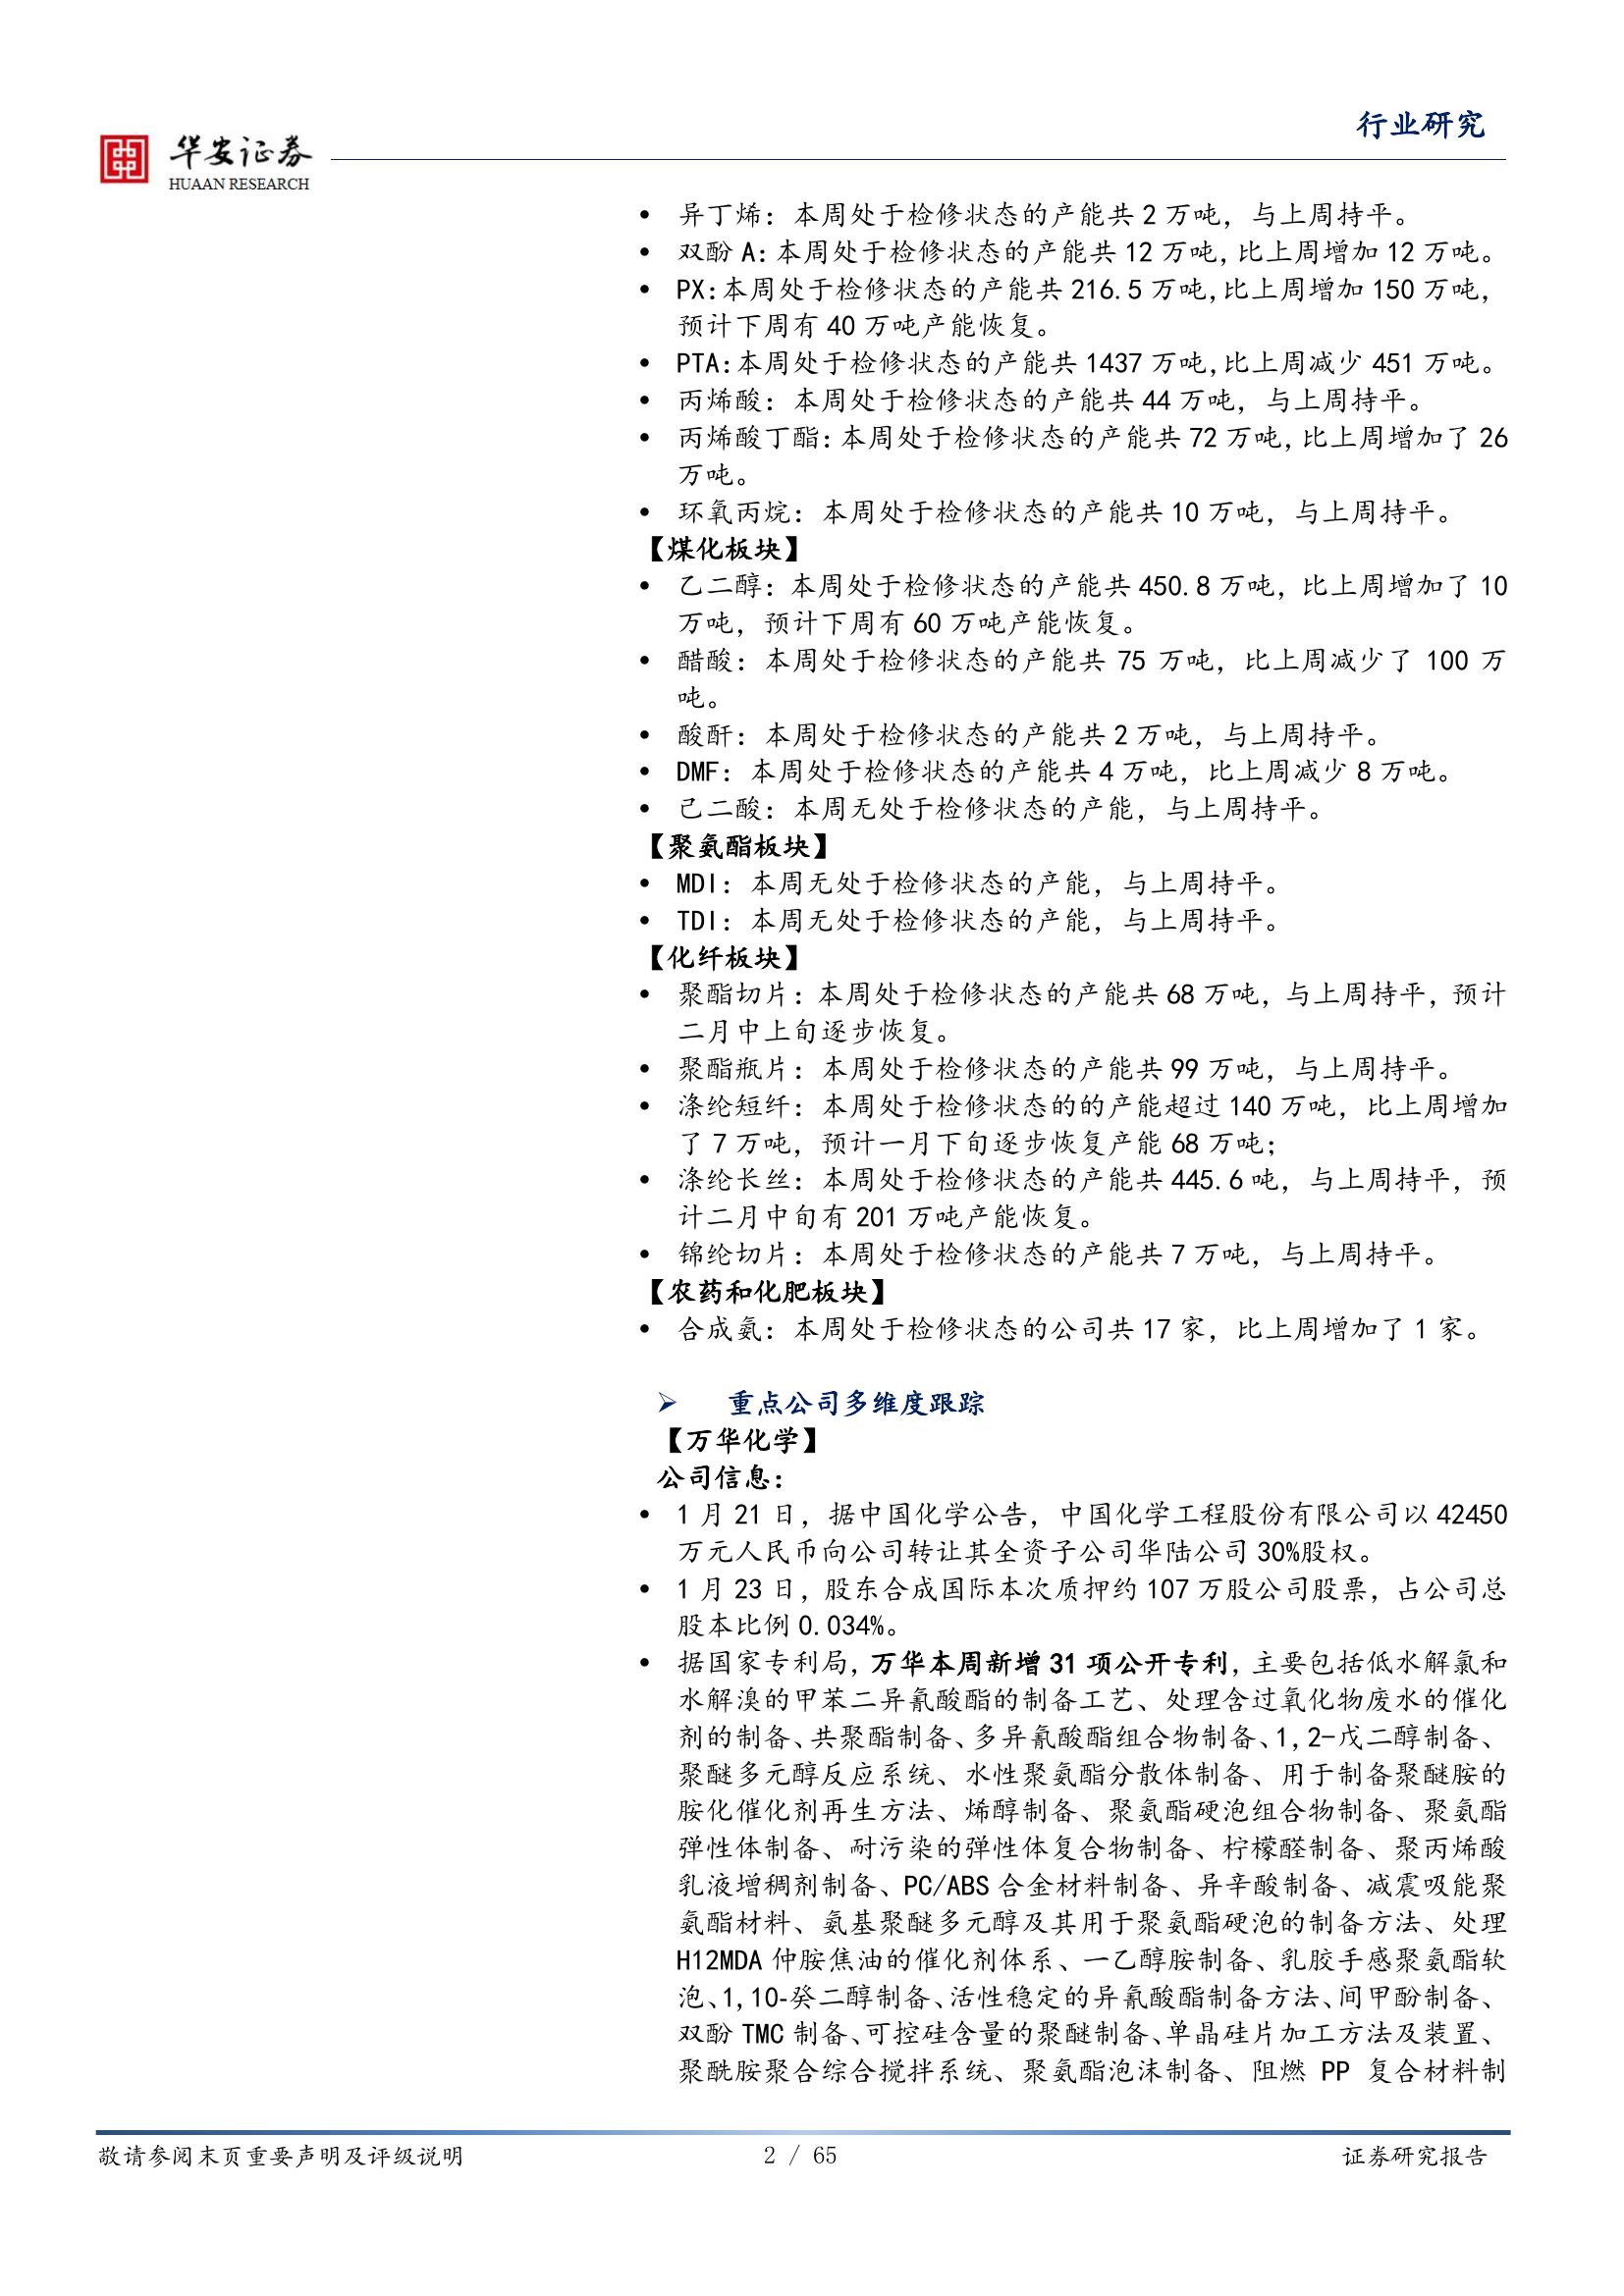 行业研究
华安证券
HUAAN RESEARCH
• 异丁烯：本周处于检修状态的产能共 2 万吨，与上周持平。
• 双酚 A：本周处于检修状态的产能共 12 万吨，比上周增加 12 万吨。
• PX：本周处于检修状态的产能共 216.5 万吨，比上周增加 150 万吨，
预计下周有 40 万吨产能恢复。
• PTA：本周处于检修状态的产能共 1437 万吨，比上周减少 451 万吨。
• 丙烯酸：本周处于检修状态的产能共 44 万吨，与上周持平。
• 丙烯酸丁酯：本周处于检修状态的产能共 72 万吨，比上周增加了 26
万吨。
• 环氧丙烷：本周处于检修状态的产能共 10 万吨，与上周持平。
【煤化板块】
• 乙二醇：本周处于检修状态的产能共 450.8 万吨，比上周增加了 10
万吨，预计下周有 60 万吨产能恢复。
• 醋酸：本周处于检修状态的产能共 75 万吨，比上周减少了 100 万
吨。
• 酸酐：本周处于检修状态的产能共 2 万吨，与上周持平。
• DMF：本周处于检修状态的产能共 4 万吨，比上周减少 8 万吨。
• 己二酸：本周无处于检修状态的产能，与上周持平。
【聚氨酯板块】
• MDI：本周无处于检修状态的产能，与上周持平。
• TDI：本周无处于检修状态的产能，与上周持平。
【化纤板块】
• 聚酯切片：本周处于检修状态的产能共 68 万吨，与上周持平，预计
二月中上旬逐步恢复。
• 聚酯瓶片：本周处于检修状态的产能共 99 万吨，与上周持平。
• 涤纶短纤：本周处于检修状态的的产能超过 140 万吨，比上周增加
了 7 万吨，预计一月下旬逐步恢复产能 68 万吨；
• 涤纶长丝：本周处于检修状态的产能共 445.6 吨，与上周持平，预
计二月中旬有 201 万吨产能恢复。
• 锦纶切片：本周处于检修状态的产能共 7 万吨，与上周持平。
【农药和化肥板块】
• 合成氨：本周处于检修状态的公司共 17 家，比上周增加了 1 家。
➢ 重点公司多维度跟踪
【万华化学】
公司信息：
• 1 月 21 日，据中国化学公告，中国化学工程股份有限公司以 42450
万元人民币向公司转让其全资子公司华陆公司 30%股权。
• 1 月 23 日，股东合成国际本次质押约 107 万股公司股票，占公司总
股本比例 0.034%。
• 据国家专利局，万华本周新增 31 项公开专利，主要包括低水解氯和
水解溴的甲苯二异氰酸酯的制备工艺、处理含过氧化物废水的催化
剂的制备、共聚酯制备、多异氰酸酯组合物制备、1,2-戊二醇制备、
聚醚多元醇反应系统、水性聚氨酯分散体制备、用于制备聚醚胺的
胺化催化剂再生方法、烯醇制备、聚氨酯硬泡组合物制备、聚氨酯
弹性体制备、耐污染的弹性体复合物制备、柠檬醛制备、聚丙烯酸
乳液增稠剂制备、PC/ABS 合金材料制备、异辛酸制备、减震吸能聚
氨酯材料、氨基聚醚多元醇及其用于聚氨酯硬泡的制备方法、处理
H12MDA 仲胺焦油的催化剂体系、一乙醇胺制备、乳胶手感聚氨酯软
泡、1,10-癸二醇制备、活性稳定的异氰酸酯制备方法、间甲酚制备、
双酚 TMC 制备、可控硅含量的聚醚制备、单晶硅片加工方法及装置、
聚酰胺聚合综合搅拌系统、聚氨酯泡沫制备、阻燃 PP 复合材料制
敬请参阅末页重要声明及评级说明
2 / 65
证券研究报告